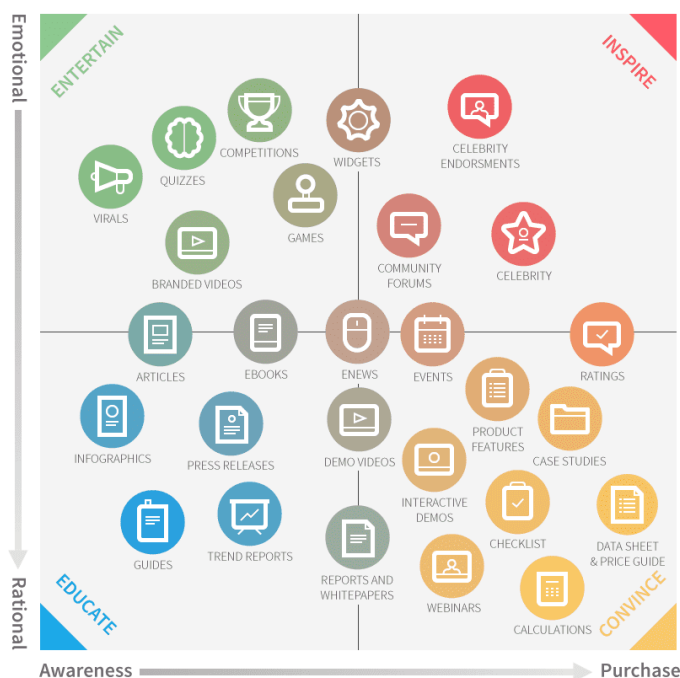 Emotional
ENTERTAIN
INSPIRE
COMPETITIONS
WIDGETS
CELEBRITY
ENDORSMENTS
QUIZZES
VIRALS
GAMES
BRANDED VIDEOS
COMMUNITY
FORUMS
CELEBRITY
ARTICLES
EBOOKS
ENEWS
EVENTS
RATINGS
INFOGRAPHICS
PRESS RELEASES
DEMO VIDEOS
PRODUCT
FEATURES
CASE STUDIES
INTERACTIVE
DEMOS
CHECKLIST
DATA SHEET
& PRICE GUIDE
GUIDES
TREND REPORTS
REPORTS AND
WHITEPAPERS
WEBINARS
CALCULATIONS
EDUCATE
CONVINCE
Rational
Awareness
Purchase